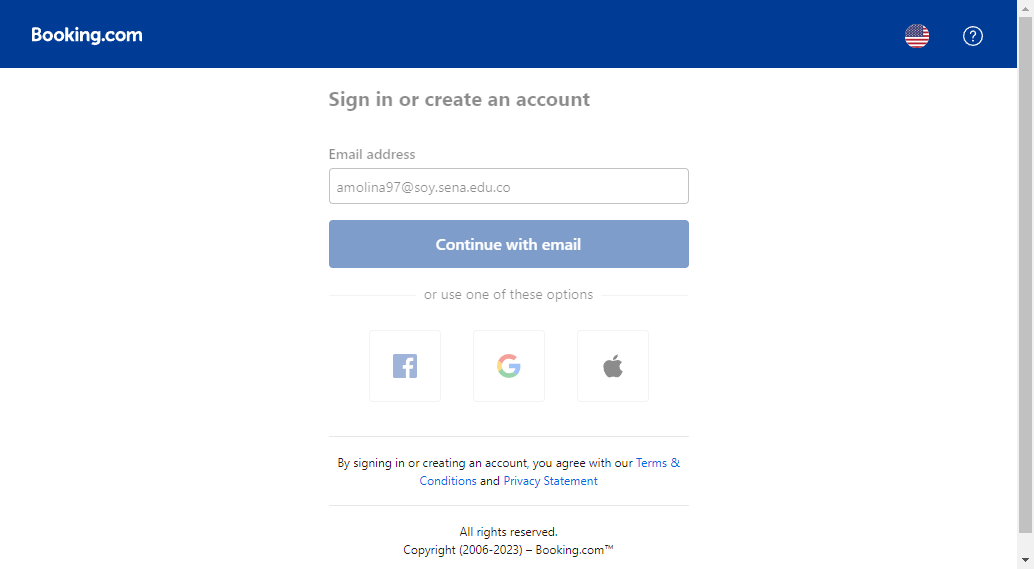 Booking.com
Sign in or create an account
Email address
amolina97@soy.sena.edu.co
Continue with email
or use one of these options
By signing in or creating an account, you agree with our Terms &
Conditions and Privacy Statement
All rights reserved.
Copyright (2006-2023) – Booking.com™